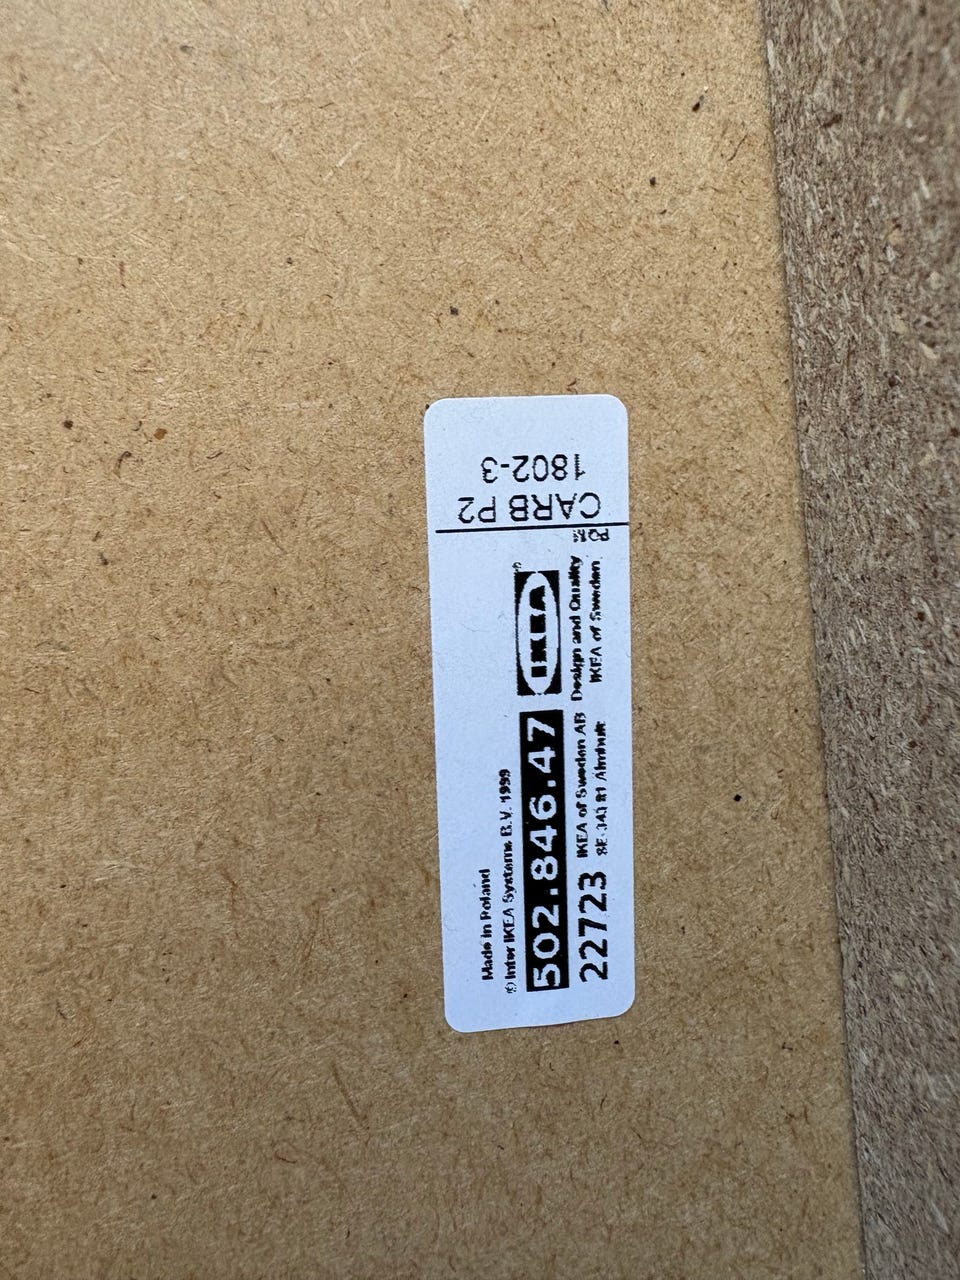 Made in Poland
© Inter IKEA Systems B.V. 1999
502.846.47 IKEA®
22723
IKEA of Sweden AB
SE-343 81 Älmhult
Design and Quality
IKEA of Sweden
CARB P2
1802-3